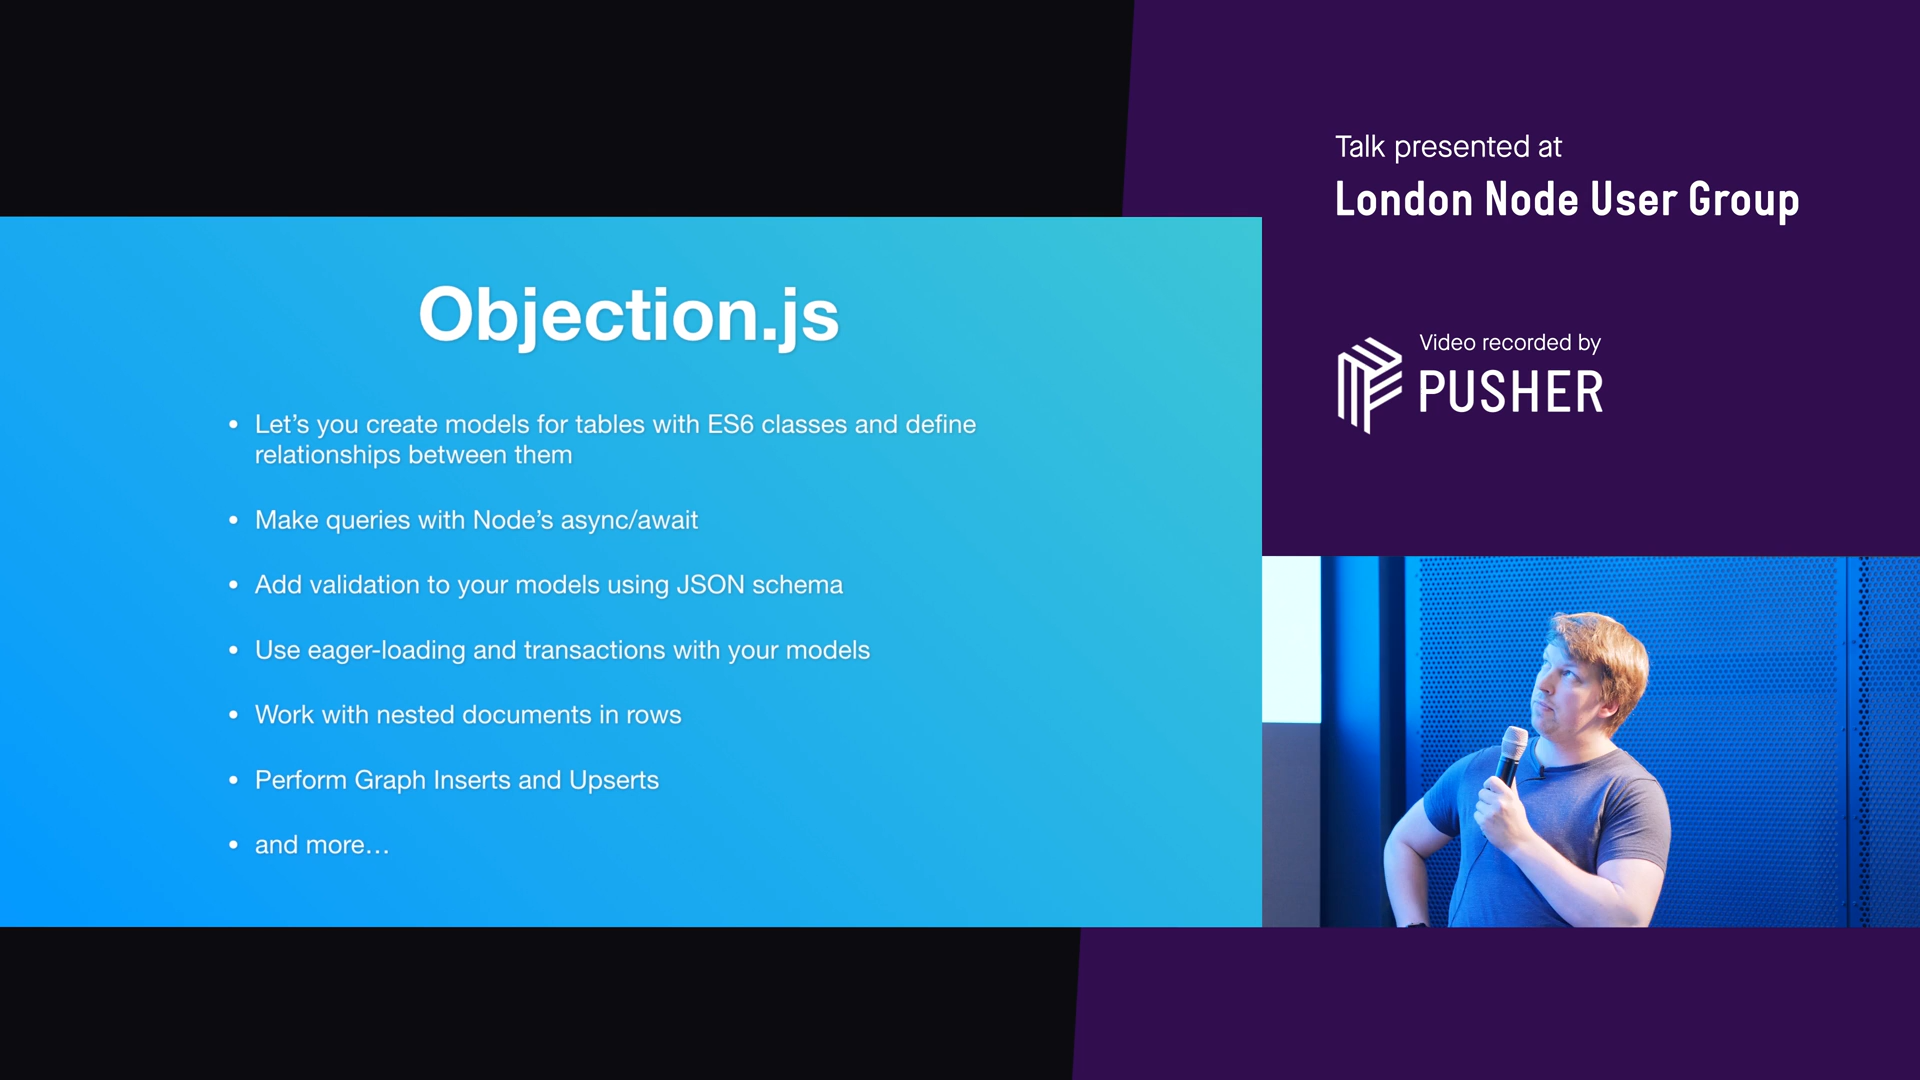 Talk presented at
London Node User Group
Video recorded by
PUSHER
Objection.js
• Let’s you create models for tables with ES6 classes and define
relationships between them
• Make queries with Node’s async/await
• Add validation to your models using JSON schema
• Use eager-loading and transactions with your models
• Work with nested documents in rows
• Perform Graph Inserts and Upserts
• and more…